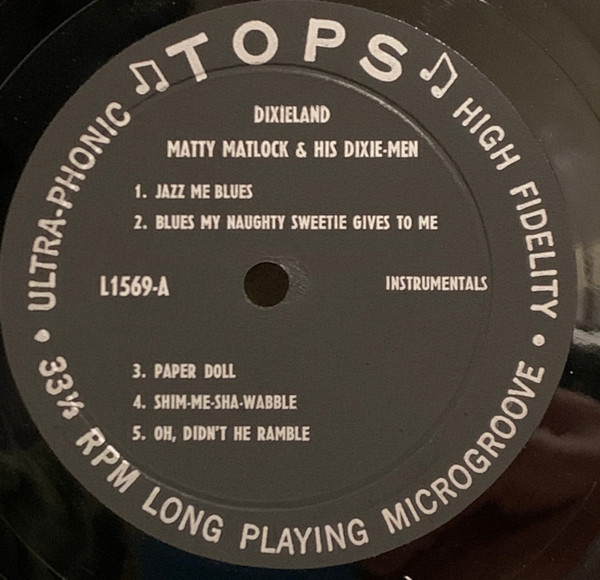 ♫ TOPS ♫
ULTRA-PHONIC
HIGH FIDELITY
DIXIELAND
MATTY MATLOCK & HIS DIXIE-MEN
1. JAZZ ME BLUES
2. BLUES MY NAUGHTY SWEETIE GIVES TO ME
L1569-A
INSTRUMENTALS
3. PAPER DOLL
4. SHIM-ME-SHA-WABBLE
5. OH, DIDN'T HE RAMBLE
• 33⅓ RPM LONG PLAYING MICROGROOVE •